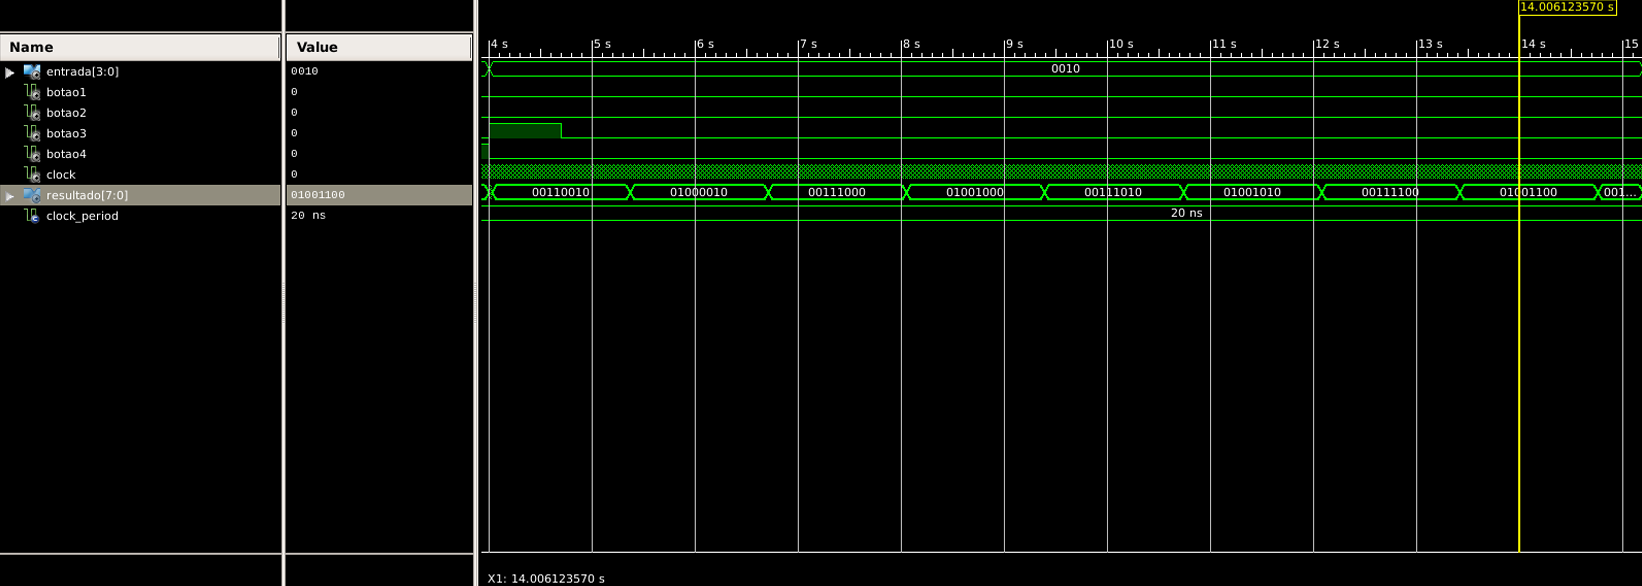 14.006123570 s
Name Value
4 s 5 s 6 s 7 s 8 s 9 s 10 s 11 s 12 s 13 s 14 s 15
entrada[3:0] 0010 0010
botao1 0
botao2 0
botao3 0
botao4 0
clock 0
resultado[7:0] 01001100 00110010 01000010 00111000 01001000 00111010 01001010 00111100 01001100 001...
clock_period 20 ns 20 ns
X1: 14.006123570 s